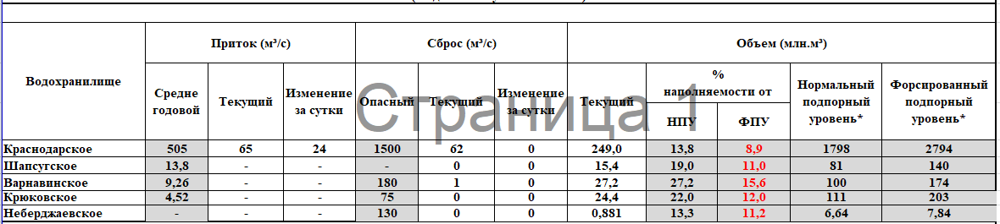 Приток (м³/с) Сброс (м³/с) Объем (млн.м³)
Водохранилище Средне годовой Текущий Изменение за сутки Опасный Текущий Изменение за сутки Текущий % наполняемости от НПУ ФПУ Нормальный подпорный уровень* Форсированный подпорный уровень*
Страница 1
Краснодарское 505 65 24 1500 62 0 249,0 13,8 8,9 1798 2794
Шапсугское 13,8 - - - 0 0 15,4 19,0 11,0 81 140
Варнавинское 9,26 - - 180 1 0 27,2 27,2 15,6 100 174
Крюковское 4,52 - - 75 0 0 24,4 22,0 12,0 111 203
Неберджаевское - - - 130 0 0 0,881 13,3 11,2 6,64 7,84